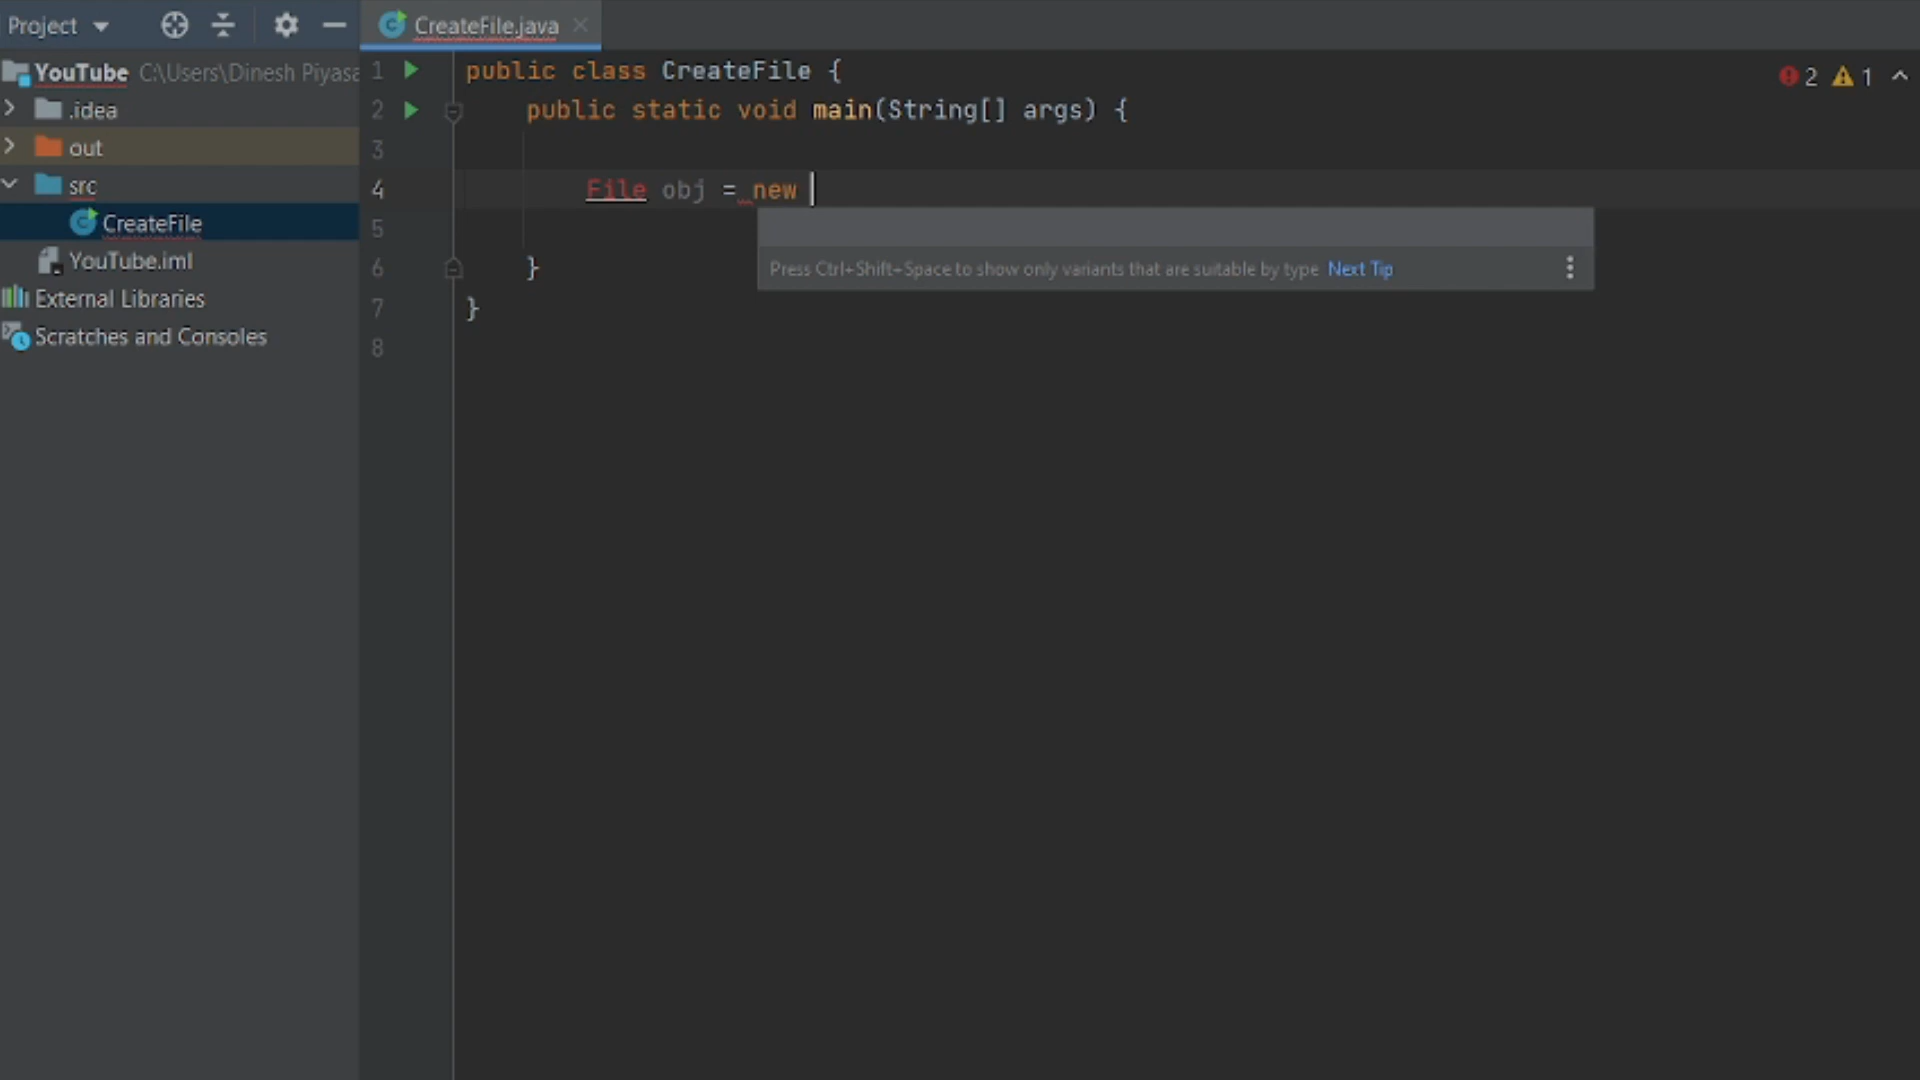 Project
YouTube C:\Users\Dinesh Piyasa
.idea
out
src
CreateFile
YouTube.iml
External Libraries
Scratches and Consoles
CreateFile.java
1 public class CreateFile {
2 public static void main(String[] args) {
3
4 File obj = new
5
6 }
7 }
8
Press Ctrl+Shift+Space to show only variants that are suitable by type Next Tip
2 1